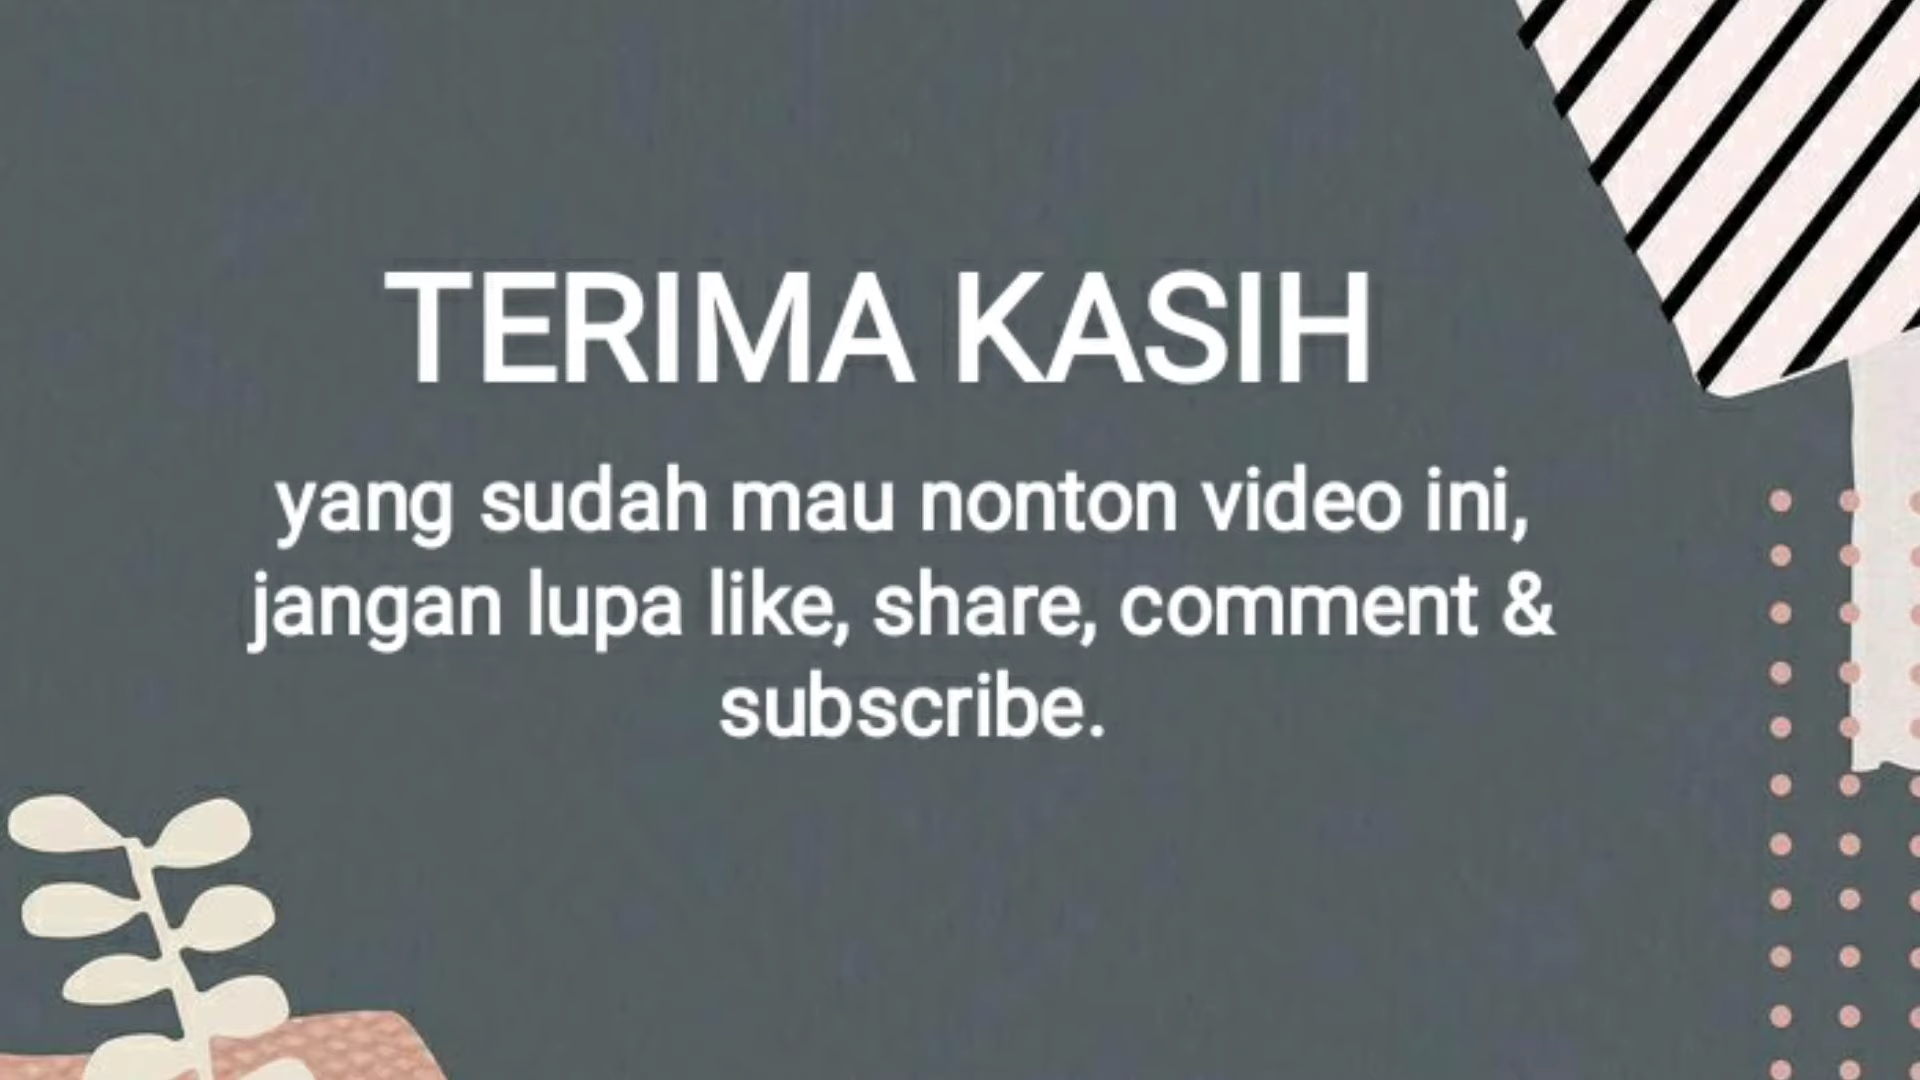 TERIMA KASIH
yang sudah mau nonton video ini,
jangan lupa like, share, comment &
subscribe.